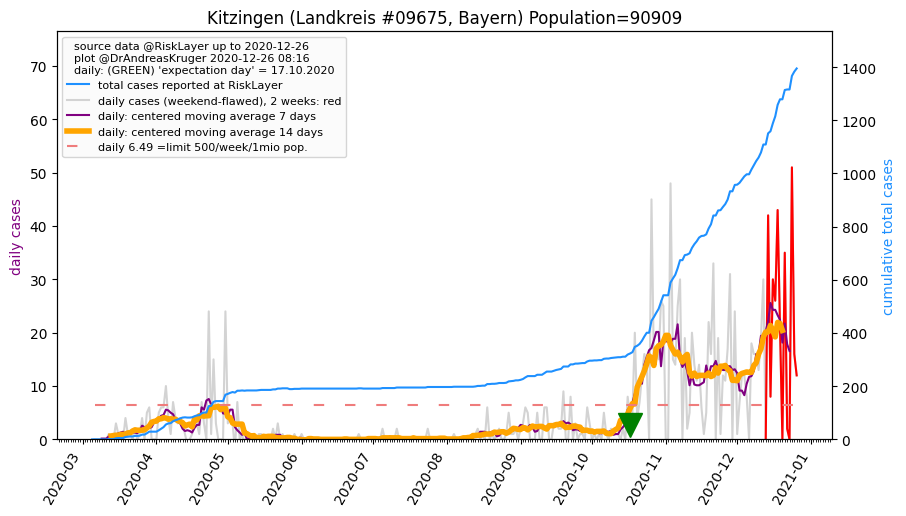 Kitzingen (Landkreis #09675, Bayern) Population=90909
source data @RiskLayer up to 2020-12-26
plot @DrAndreasKruger 2020-12-26 08:16
daily: (GREEN) 'expectation day' = 17.10.2020
total cases reported at RiskLayer
daily cases (weekend-flawed), 2 weeks: red
daily: centered moving average 7 days
daily: centered moving average 14 days
daily 6.49 =limit 500/week/1mio pop.
daily cases
70
60
50
40
30
20
10
0
cumulative total cases
1400
1200
1000
800
600
400
200
0
2020-03
2020-04
2020-05
2020-06
2020-07
2020-08
2020-09
2020-10
2020-11
2020-12
2021-01